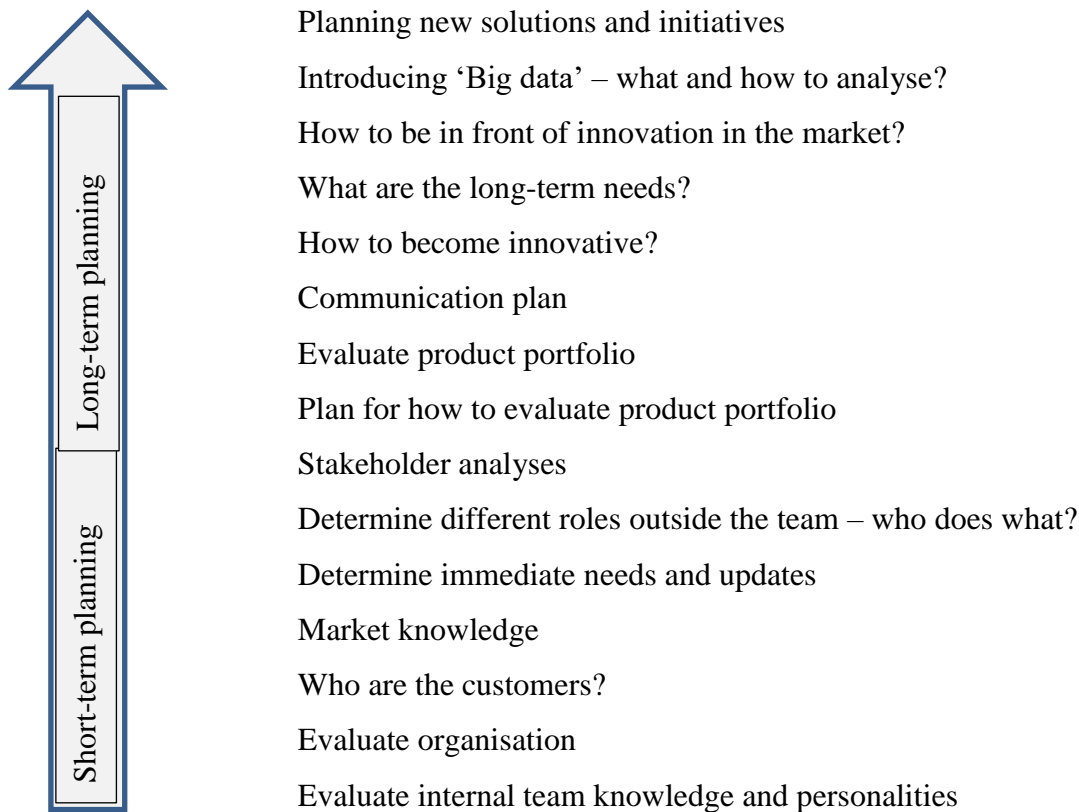 Planning new solutions and initiatives
Introducing ‘Big data’ – what and how to analyse?
How to be in front of innovation in the market?
What are the long-term needs?
How to become innovative?
Communication plan
Evaluate product portfolio
Plan for how to evaluate product portfolio
Stakeholder analyses
Determine different roles outside the team – who does what?
Determine immediate needs and updates
Market knowledge
Who are the customers?
Evaluate organisation
Evaluate internal team knowledge and personalities
Long-term planning
Short-term planning